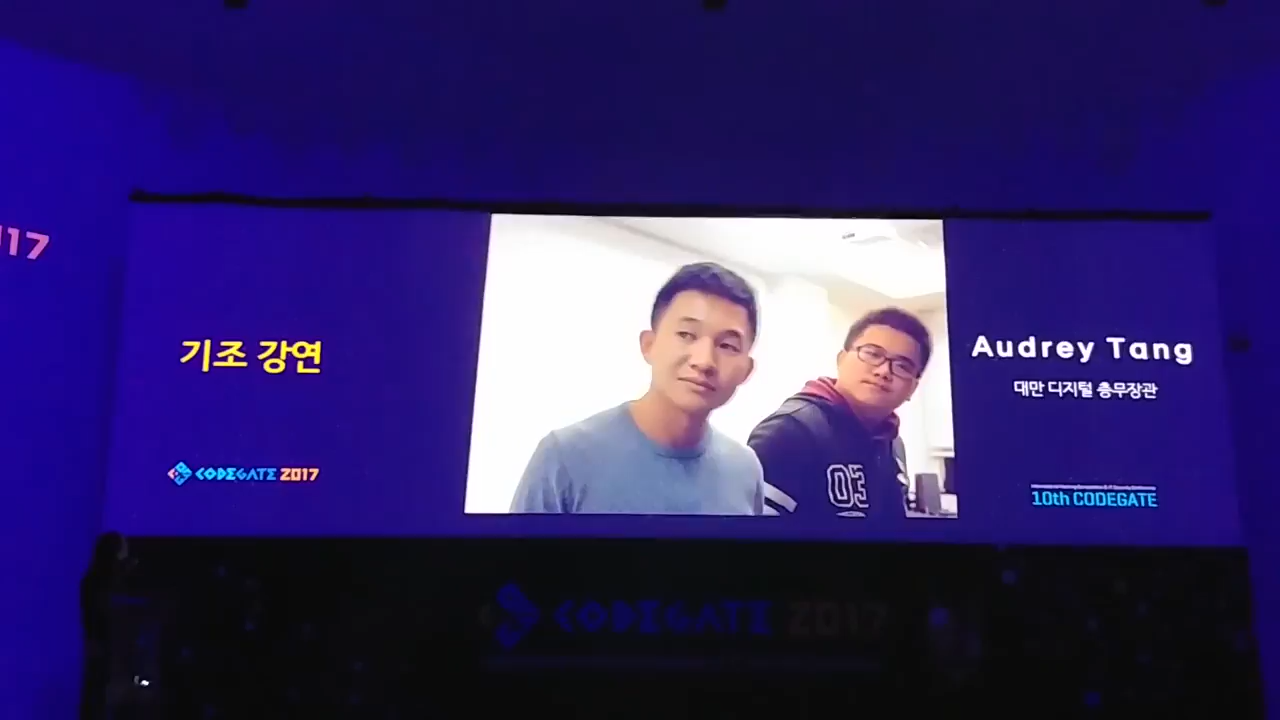 017
기조 강연
CODEGATE 2017
03
Audrey Tang
대만 디지털 총무장관
10th CODEGATE
CODEGATE 2017